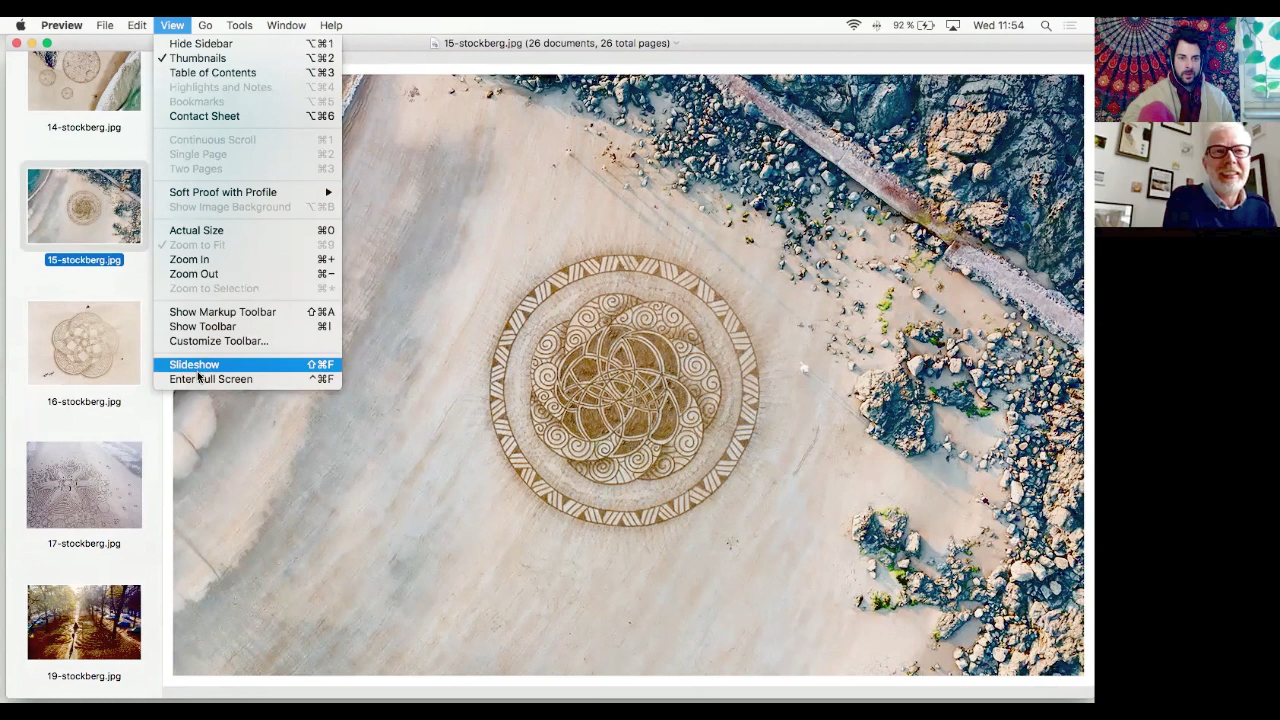 Preview File Edit View Go Tools Window Help 92 % Wed 11:54
15-stockberg.jpg (26 documents, 26 total pages)
Hide Sidebar ⌥⌘1
✓ Thumbnails ⌥⌘2
Table of Contents ⌥⌘3
Highlights and Notes ⌥⌘4
Bookmarks ⌥⌘5
Contact Sheet ⌥⌘6
Continuous Scroll ⌘1
Single Page ⌘2
Two Pages ⌘3
Soft Proof with Profile ▶
Show Image Background ⌥⌘B
Actual Size ⌘0
✓ Zoom to Fit ⌘9
Zoom In ⌘+
Zoom Out ⌘−
Zoom to Selection ⌘*
Show Markup Toolbar ⇧⌘A
Show Toolbar
Customize Toolbar...
Slideshow ⇧⌘F
Enter Full Screen ^⌘F
14-stockberg.jpg
15-stockberg.jpg
16-stockberg.jpg
17-stockberg.jpg
19-stockberg.jpg